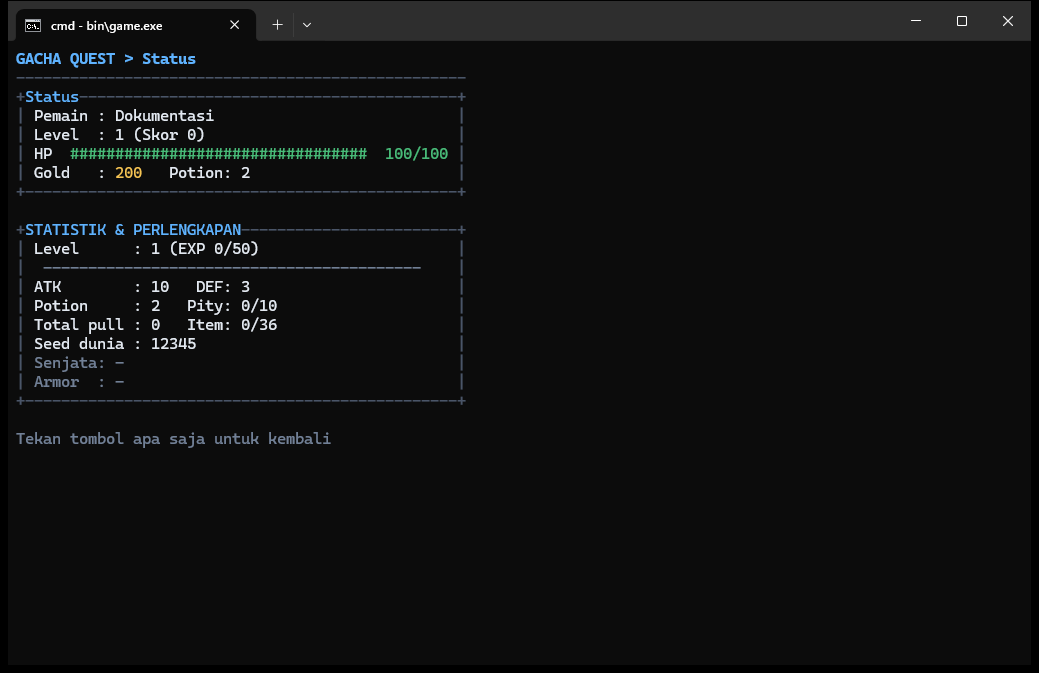 cmd - bin\game.exe
GACHA QUEST > Status
--------------------------------------------------
+Status------------------------------------------+
| Pemain : Dokumentasi |
| Level  : 1 (Skor 0) |
| HP  ################################# 100/100 |
| Gold   : 200   Potion: 2 |
+------------------------------------------------+
+STATISTIK & PERLENGKAPAN------------------------+
| Level      : 1 (EXP 0/50) |
| ------------------------------------------ |
| ATK        : 10   DEF: 3 |
| Potion     : 2   Pity: 0/10 |
| Total pull : 0   Item: 0/36 |
| Seed dunia : 12345 |
| Senjata: - |
| Armor  : - |
+------------------------------------------------+
Tekan tombol apa saja untuk kembali